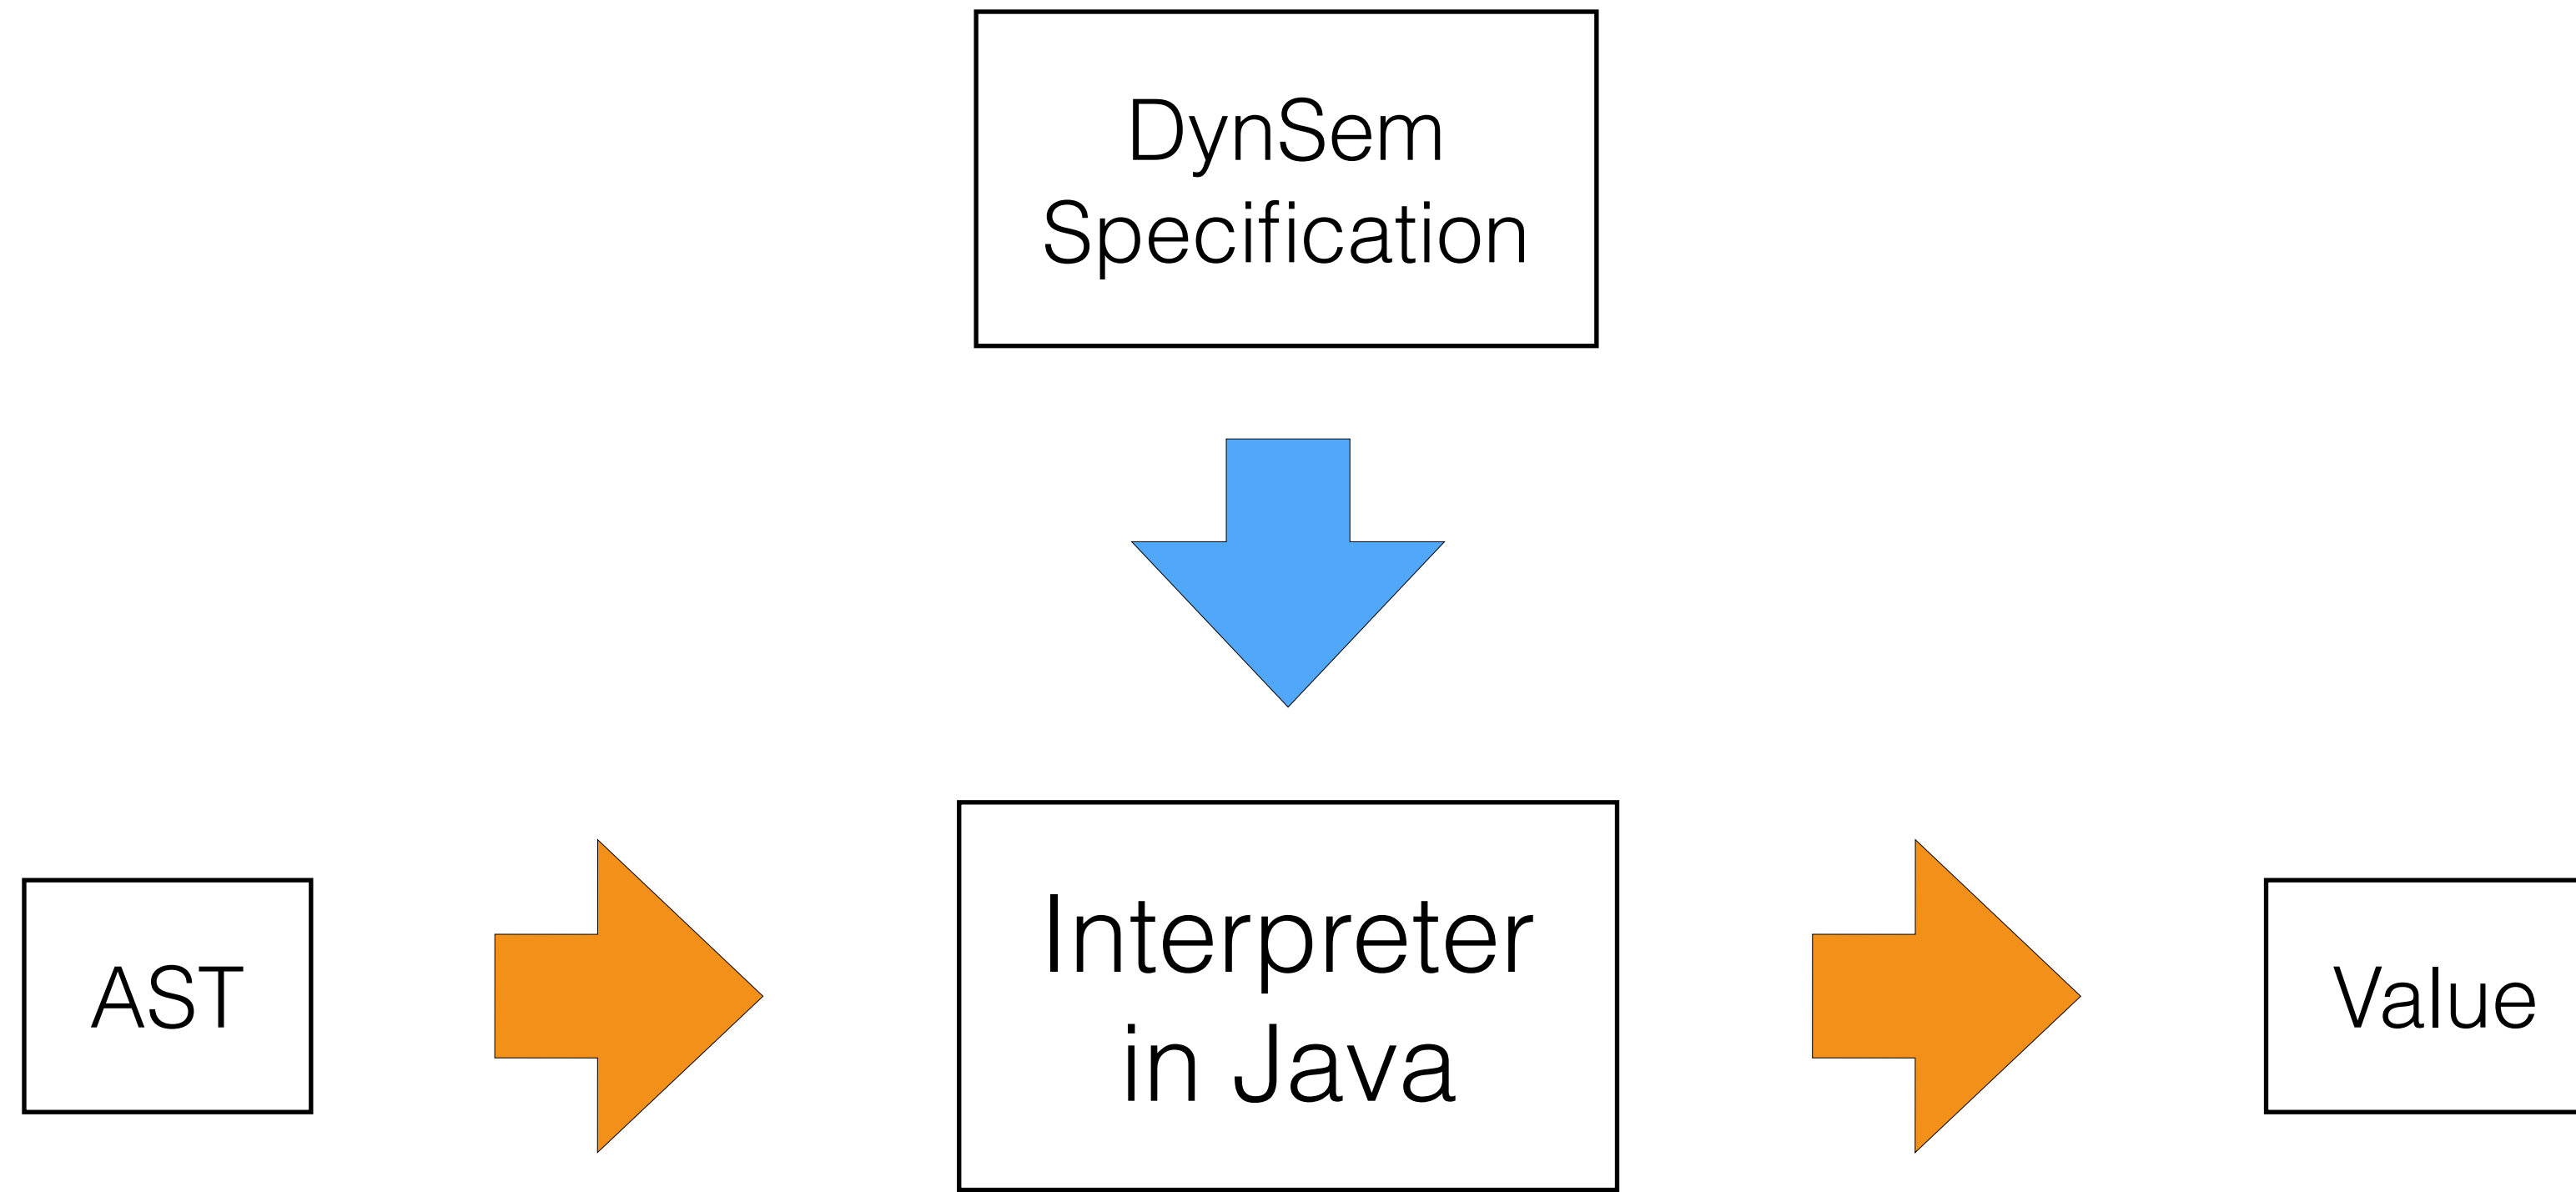 DynSem
Specification
AST
Interpreter
in Java
Value